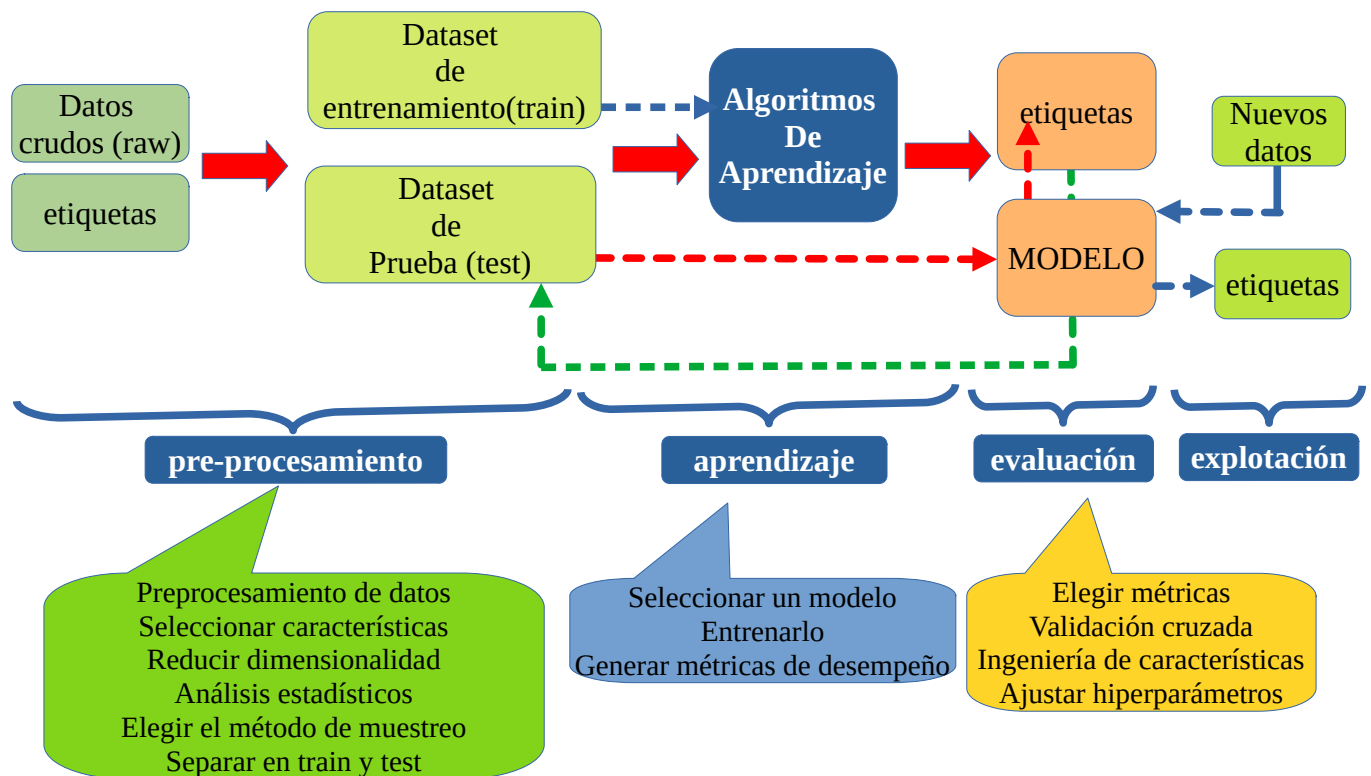 Datos
crudos (raw)
etiquetas
Dataset
de
entrenamiento(train)
Dataset
de
Prueba (test)
Algoritmos
De
Aprendizaje
etiquetas
MODELO
Nuevos
datos
etiquetas
pre-procesamiento
aprendizaje
evaluación
explotación
Preprocesamiento de datos
Seleccionar características
Reducir dimensionalidad
Análisis estadísticos
Elegir el método de muestreo
Separar en train y test
Seleccionar un modelo
Entrenarlo
Generar métricas de desempeño
Elegir métricas
Validación cruzada
Ingeniería de características
Ajustar hiperparámetros